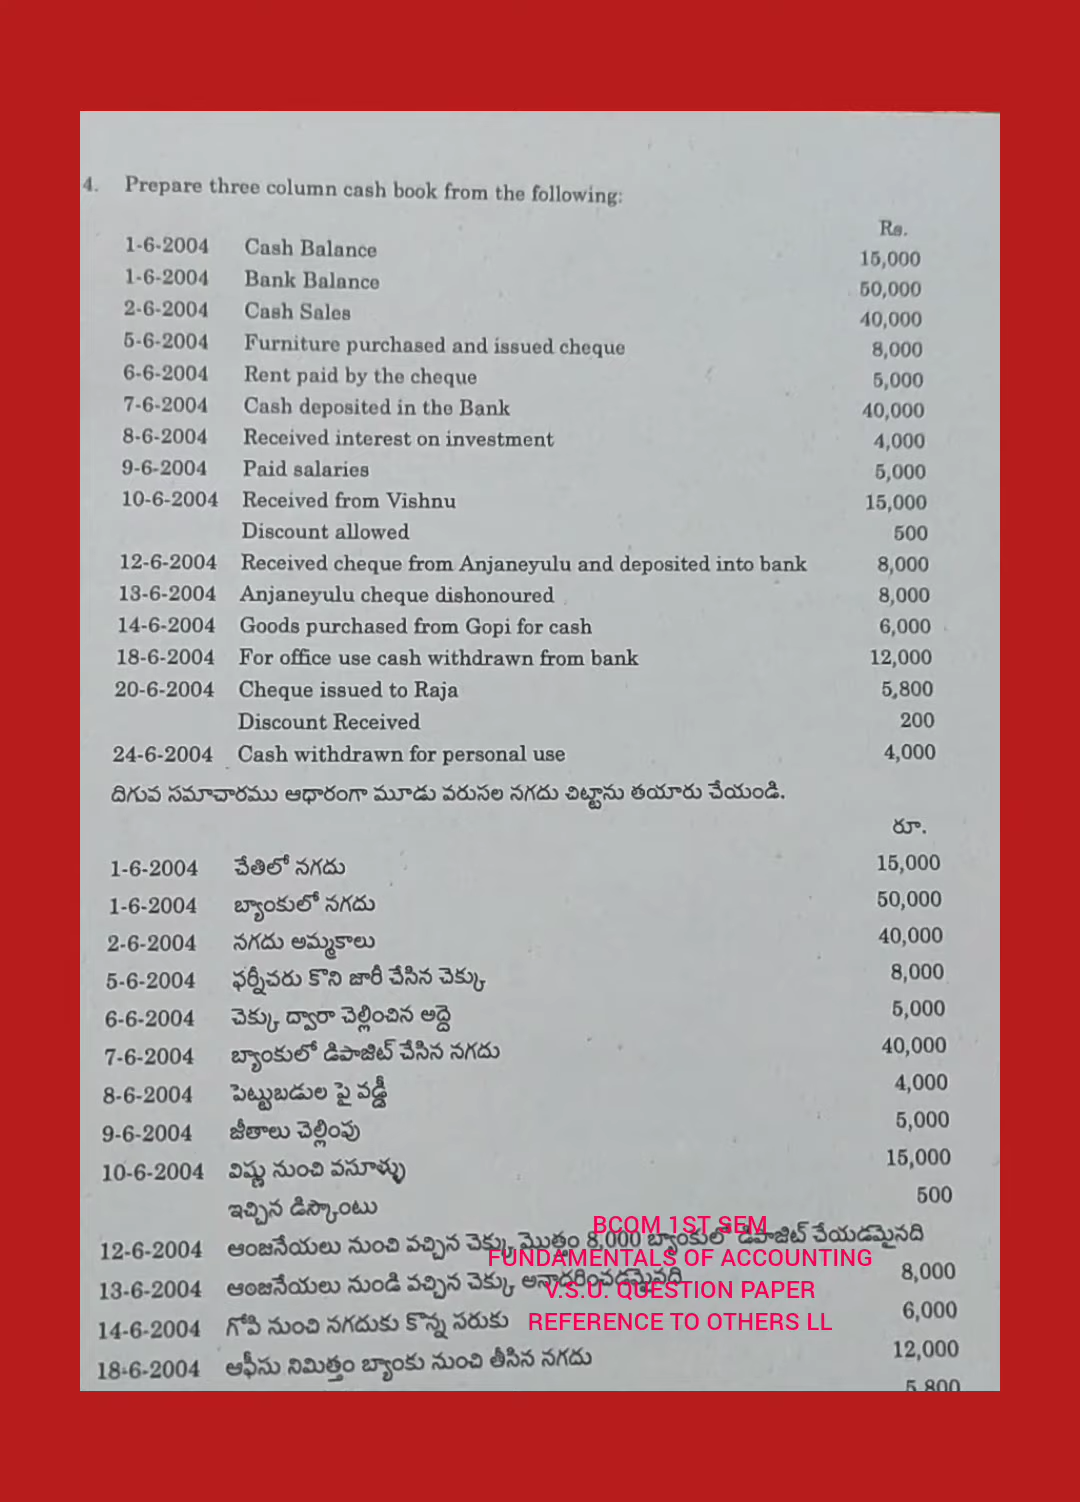 4. Prepare three column cash book from the following:
Rs.
1-6-2004 Cash Balance 15,000
1-6-2004 Bank Balance 50,000
2-6-2004 Cash Sales 40,000
5-6-2004 Furniture purchased and issued cheque 8,000
6-6-2004 Rent paid by the cheque 5,000
7-6-2004 Cash deposited in the Bank 40,000
8-6-2004 Received interest on investment 4,000
9-6-2004 Paid salaries 5,000
10-6-2004 Received from Vishnu 15,000
Discount allowed 500
12-6-2004 Received cheque from Anjaneyulu and deposited into bank 8,000
13-6-2004 Anjaneyulu cheque dishonoured 8,000
14-6-2004 Goods purchased from Gopi for cash 6,000
18-6-2004 For office use cash withdrawn from bank 12,000
20-6-2004 Cheque issued to Raja 5,800
Discount Received 200
24-6-2004 Cash withdrawn for personal use 4,000
దిగువ సమాచారము ఆధారంగా మూడు వరుసల నగదు చిట్టాను తయారు చేయండి.
రూ.
1-6-2004 చేతిలో నగదు 15,000
1-6-2004 బ్యాంకులో నగదు 50,000
2-6-2004 నగదు అమ్మకాలు 40,000
5-6-2004 ఫర్నీచరు కొని జారీ చేసిన చెక్కు 8,000
6-6-2004 చెక్కు ద్వారా చెల్లించిన అద్దె 5,000
7-6-2004 బ్యాంకులో డిపాజిట్ చేసిన నగదు 40,000
8-6-2004 పెట్టుబడుల పై వడ్డీ 4,000
9-6-2004 జీతాలు చెల్లింపు 5,000
10-6-2004 విష్ణు నుంచి వసూళ్ళు 15,000
ఇచ్చిన డిస్కౌంటు 500
12-6-2004 ఆంజనేయలు నుంచి వచ్చిన చెక్కు మొత్తం 8,000 బ్యాంకులో డిపాజిట్ చేయడమైనది
13-6-2004 ఆంజనేయలు నుండి వచ్చిన చెక్కు అనాదరించడమైనది 8,000
14-6-2004 గోపి నుంచి నగదుకు కొన్న సరుకు 6,000
18-6-2004 ఆఫీసు నిమిత్తం బ్యాంకు నుంచి తీసిన నగదు 12,000
5,800
BCOM 1ST SEM
FUNDAMENTALS OF ACCOUNTING
V.S.U. QUESTION PAPER
REFERENCE TO OTHERS LL